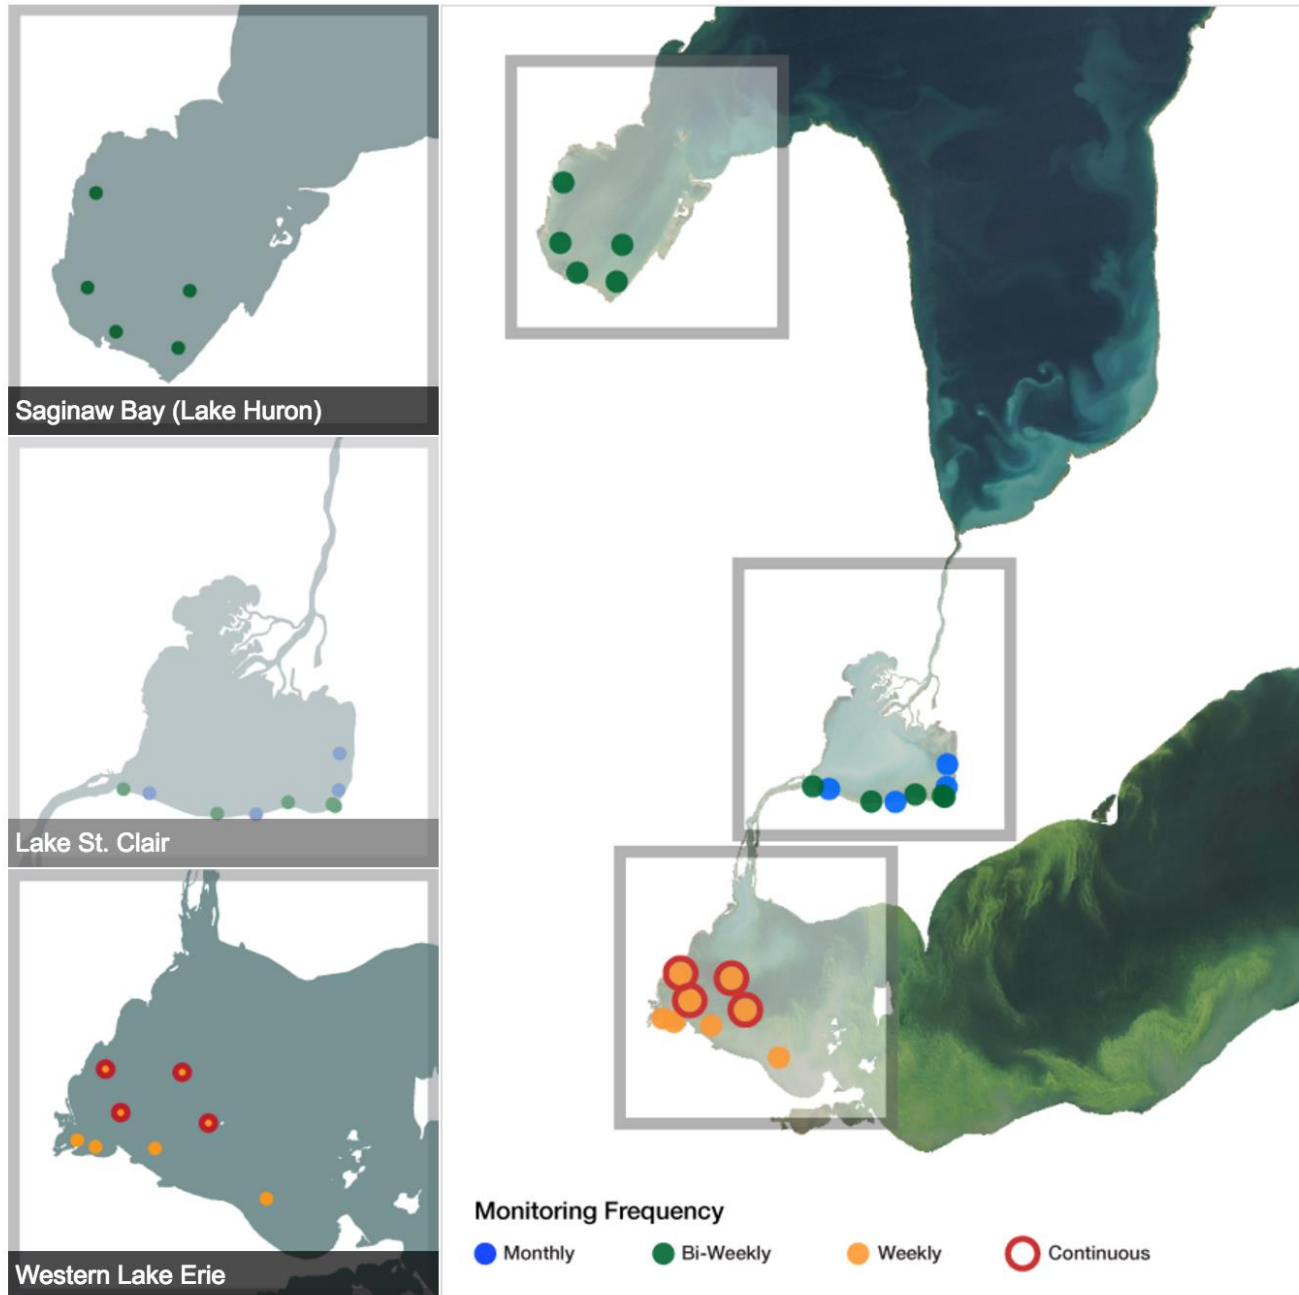 Saginaw Bay (Lake Huron)
Lake St. Clair
Western Lake Erie
Monitoring Frequency
Monthly
Bi-Weekly
Weekly
Continuous